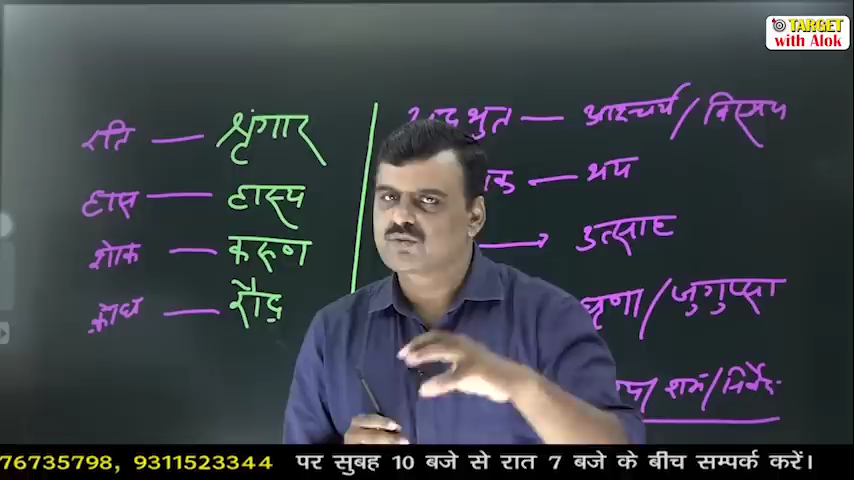 TARGET
with Alok
रति — श्रृंगार
हास — हास्य
शोक — करूण
क्रोध — रौद्र
आश्चर्य / विस्मय
— भय
→ उत्साह
घृणा / जुगुप्सा
शम / निर्वेद
76735798, 9311523344 पर सुबह 10 बजे से रात 7 बजे के बीच सम्पर्क करें।